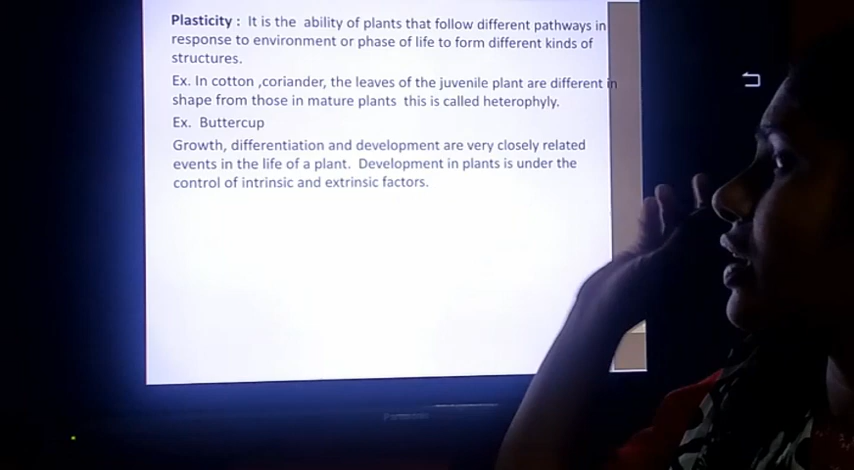 Plasticity : It is the ability of plants that follow different pathways in
response to environment or phase of life to form different kinds of
structures.
Ex. In cotton ,coriander, the leaves of the juvenile plant are different in
shape from those in mature plants this is called heterophyly.
Ex. Buttercup
Growth, differentiation and development are very closely related
events in the life of a plant. Development in plants is under the
control of intrinsic and extrinsic factors.
Panasonic